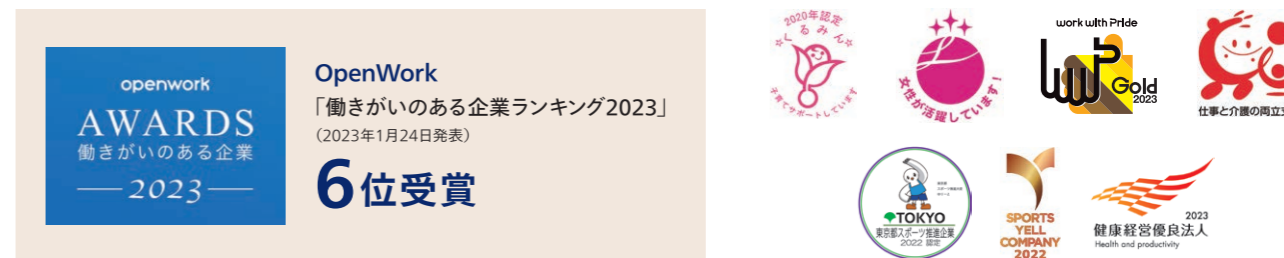 openwork
AWARDS
働きがいのある企業
2023
OpenWork
「働きがいのある企業ランキング2023」
（2023年1月24日発表）
6位受賞
2020年認定
くるみん
子育てサポートしています
L
女性が活躍しています！
work with Pride
wwP
Gold
2023
仕事と介護の両立支
TOKYO
東京都スポーツ推進企業
2022 認定
SPORTS
YELL
COMPANY
2022
2023
健康経営優良法人
Health and productivity